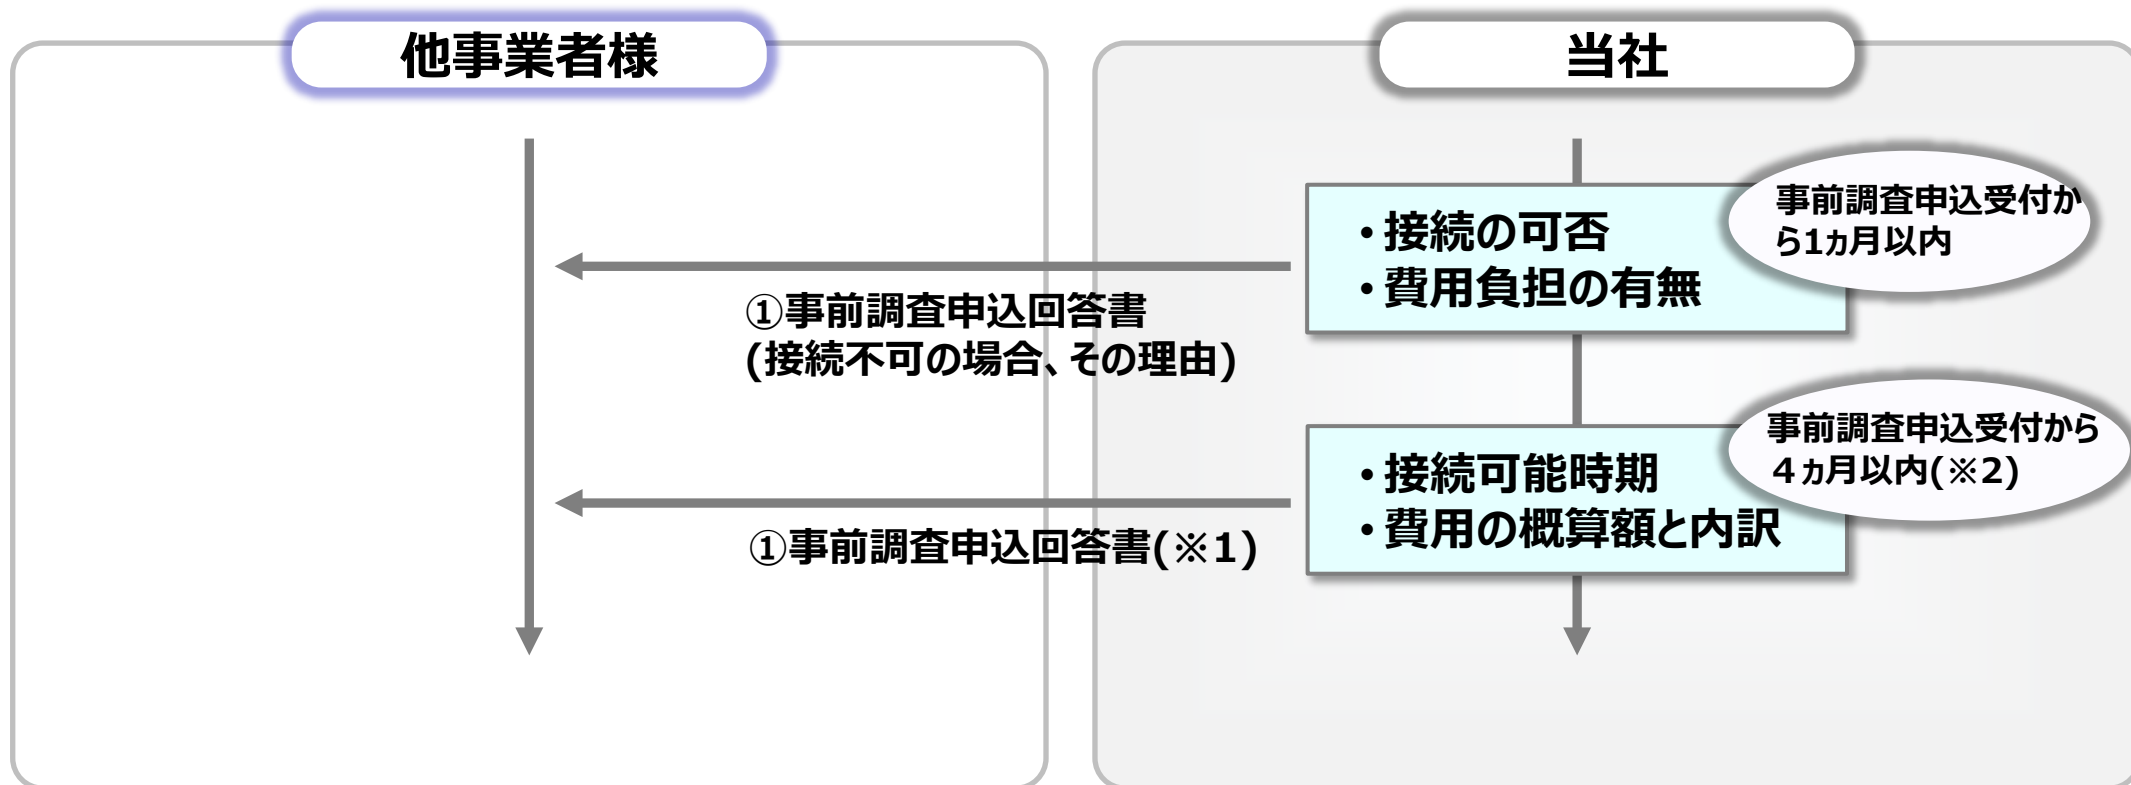 他事業者様
当社
・接続の可否
・費用負担の有無
事前調査申込受付か
ら1ヵ月以内
①事前調査申込回答書
(接続不可の場合、その理由)
・接続可能時期
・費用の概算額と内訳
事前調査申込受付から
４ヵ月以内(※2)
①事前調査申込回答書(※1)